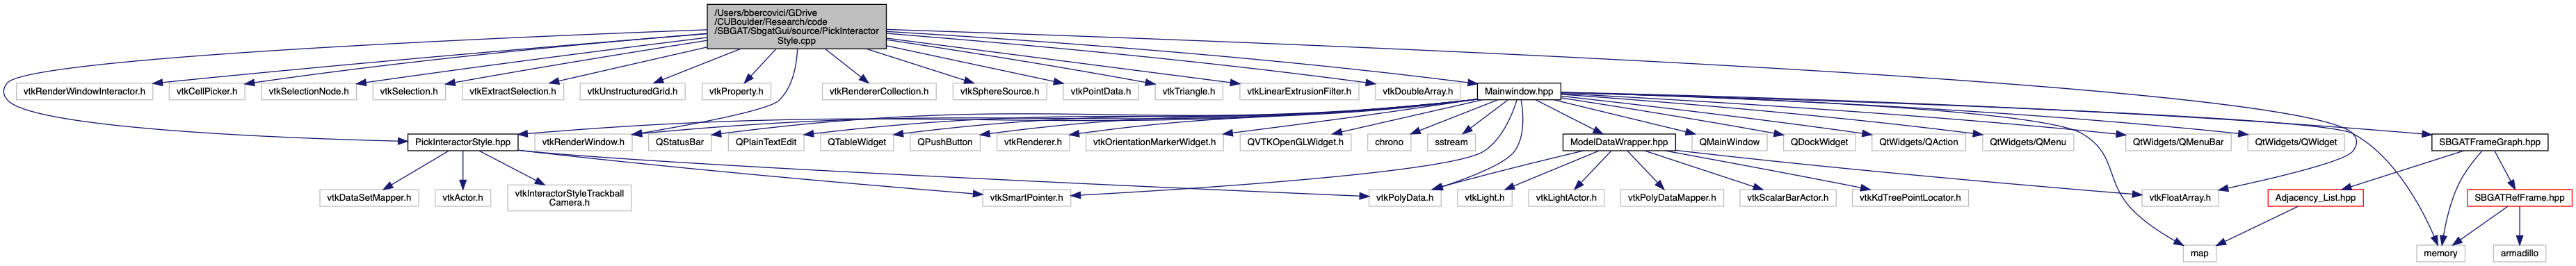 /Users/bbercovici/GDrive
/CUBoulder/Research/code
/SBGAT/SbgatGui/source/PickInteractor
Style.cpp
vtkRenderWindowInteractor.h
vtkCellPicker.h
vtkSelectionNode.h
vtkSelection.h
vtkExtractSelection.h
vtkUnstructuredGrid.h
vtkProperty.h
vtkRendererCollection.h
vtkSphereSource.h
vtkPointData.h
vtkTriangle.h
vtkLinearExtrusionFilter.h
vtkDoubleArray.h
Mainwindow.hpp
PickInteractorStyle.hpp
vtkRenderWindow.h
QStatusBar
QPlainTextEdit
QTableWidget
QPushButton
vtkRenderer.h
vtkOrientationMarkerWidget.h
QVTKOpenGLWidget.h
chrono
sstream
ModelDataWrapper.hpp
QMainWindow
QDockWidget
QtWidgets/QAction
QtWidgets/QMenu
QtWidgets/QMenuBar
QtWidgets/QWidget
SBGATFrameGraph.hpp
vtkDataSetMapper.h
vtkActor.h
vtkInteractorStyleTrackball
Camera.h
vtkSmartPointer.h
vtkPolyData.h
vtkLight.h
vtkLightActor.h
vtkPolyDataMapper.h
vtkScalarBarActor.h
vtkKdTreePointLocator.h
vtkFloatArray.h
Adjacency_List.hpp
SBGATRefFrame.hpp
map
memory
armadillo